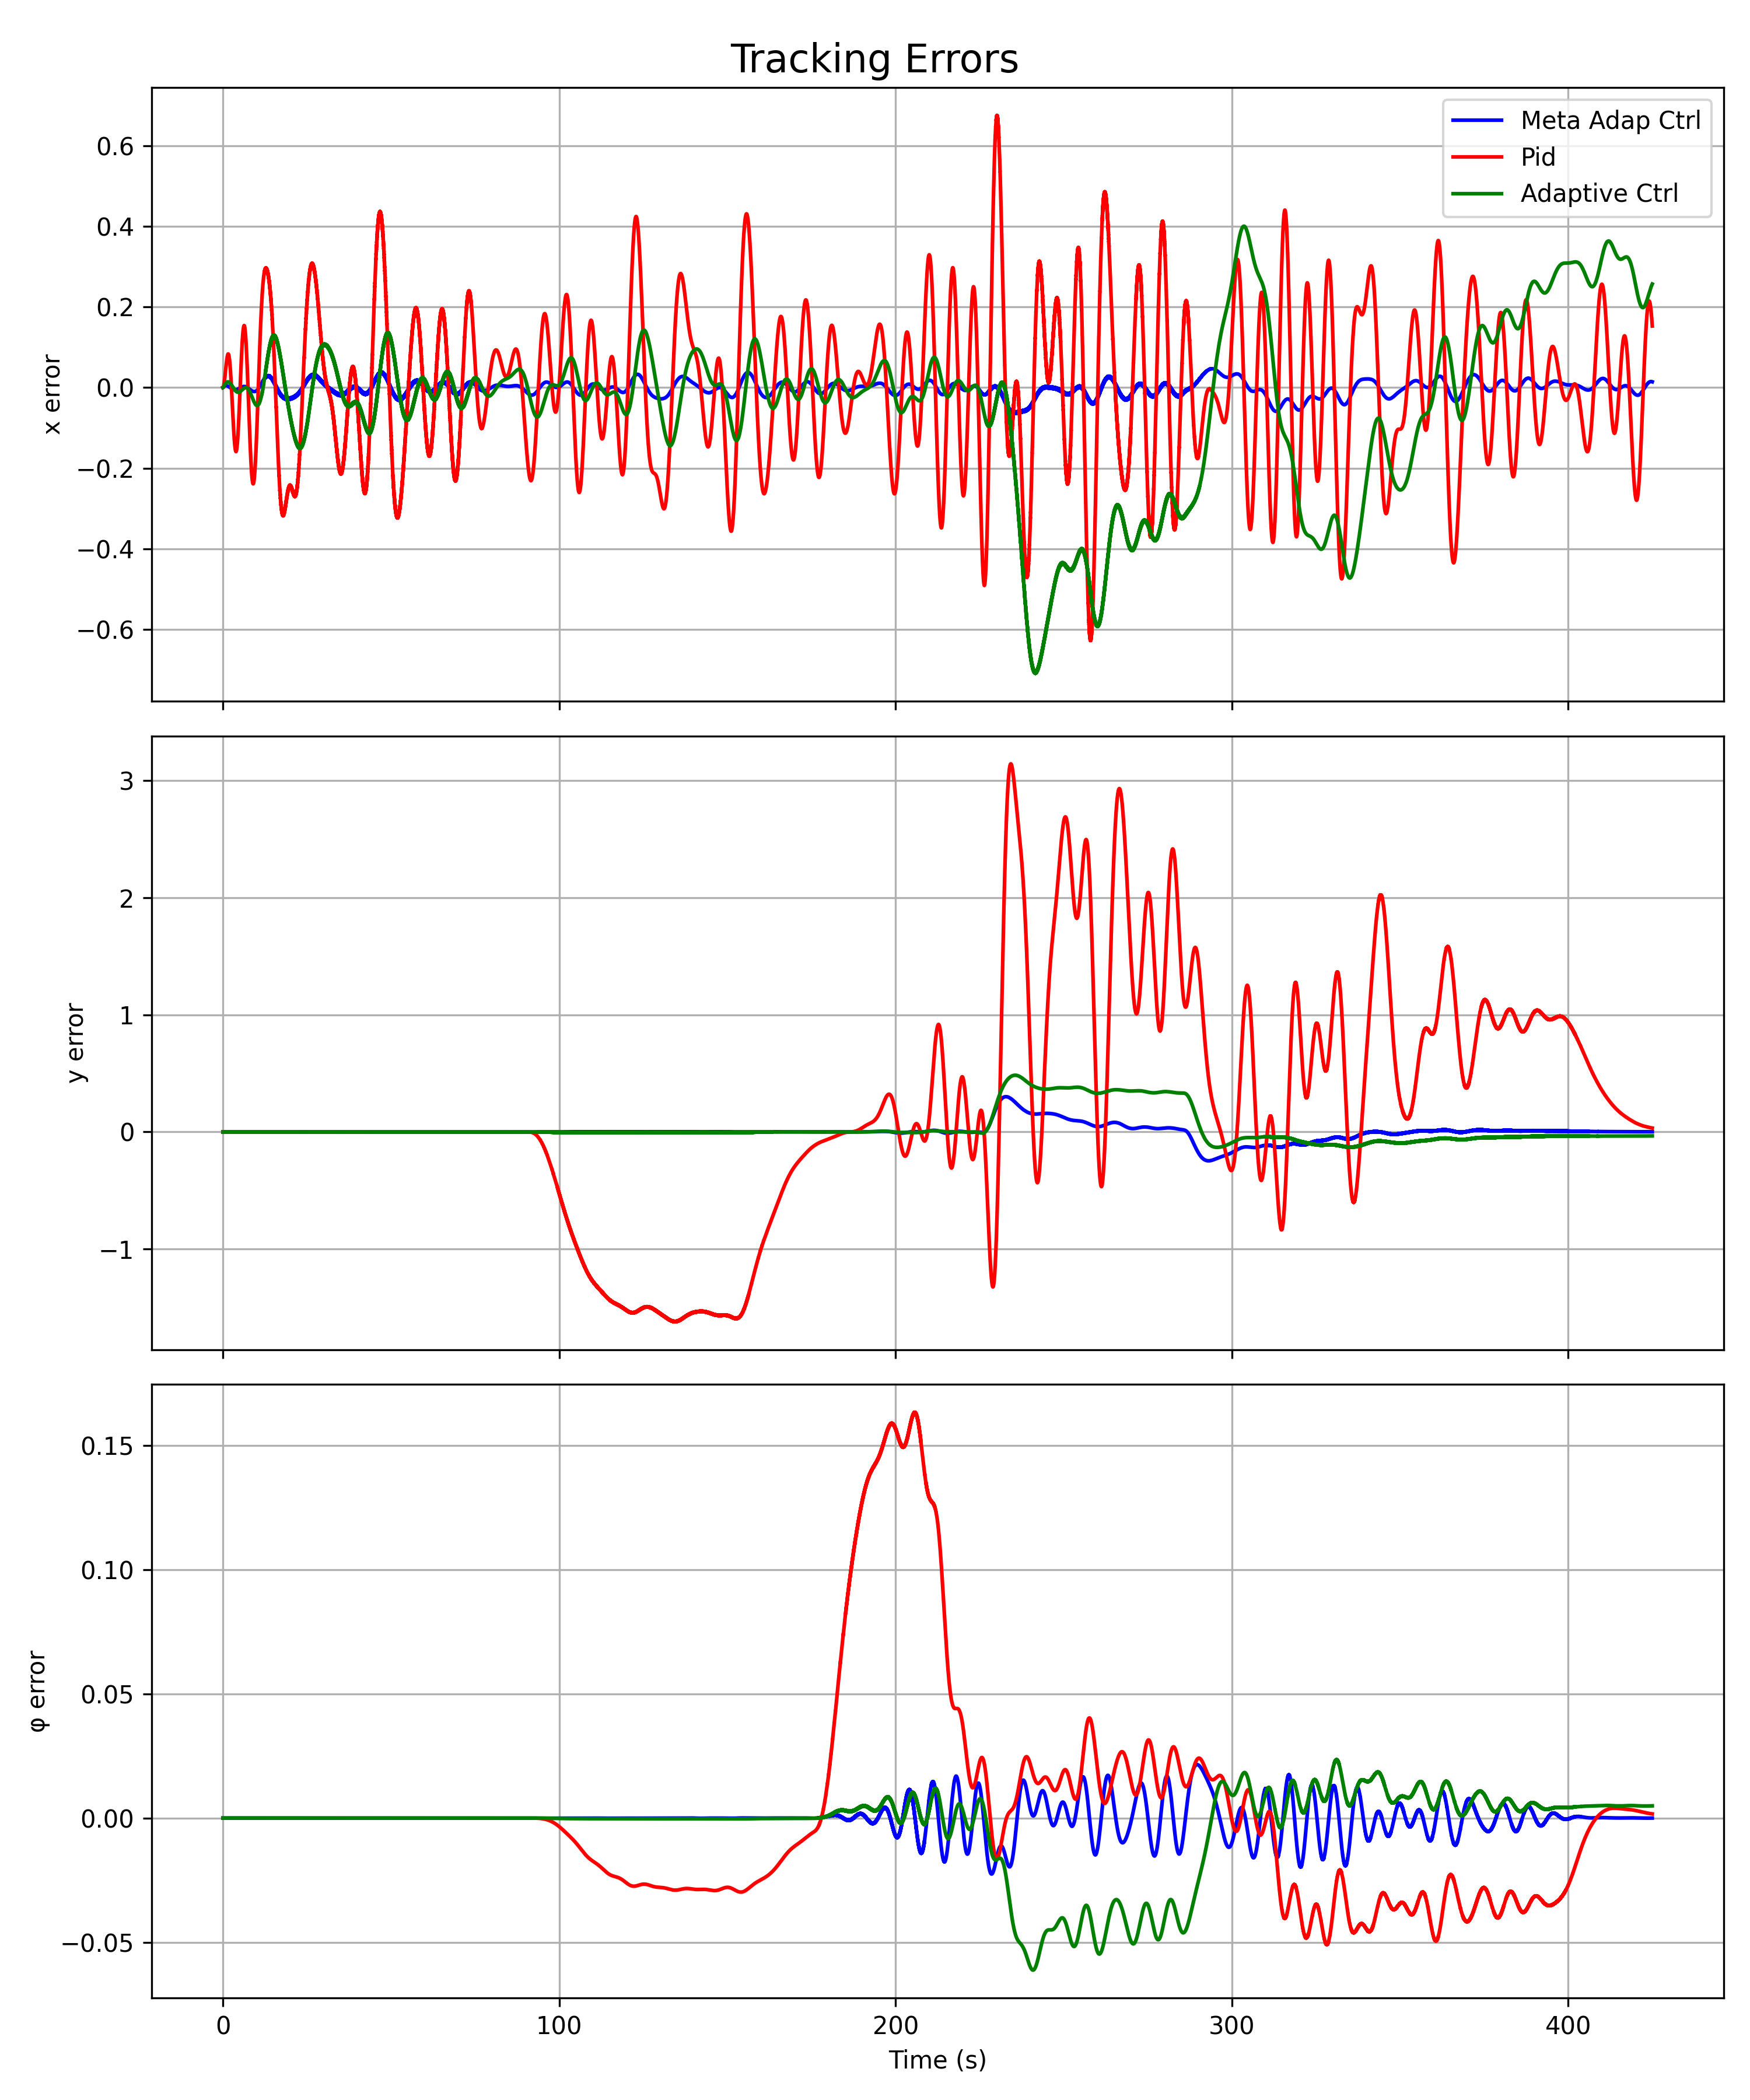 Tracking Errors
Meta Adap Ctrl
Pid
Adaptive Ctrl
0.6
0.4
0.2
0.0
−0.2
−0.4
−0.6
x error
3
2
1
0
−1
y error
0.15
0.10
0.05
0.00
−0.05
φ error
0 100 200 300 400
Time (s)